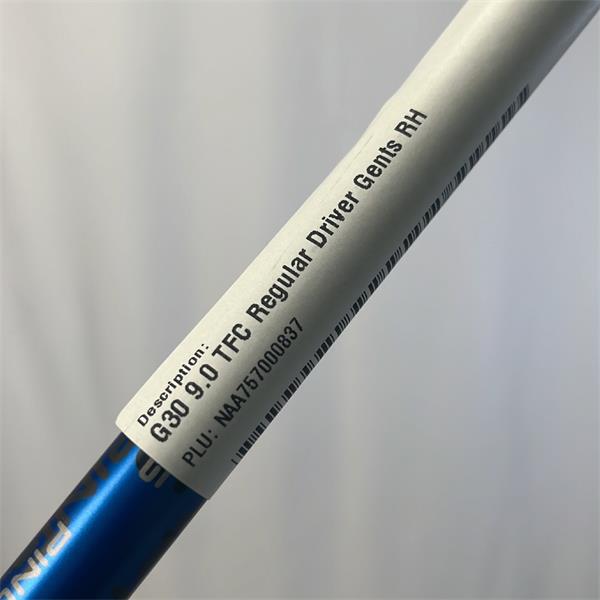 Description:
G30 9.0 TFC Regular Driver Gents RH
PLU: NAA757000837